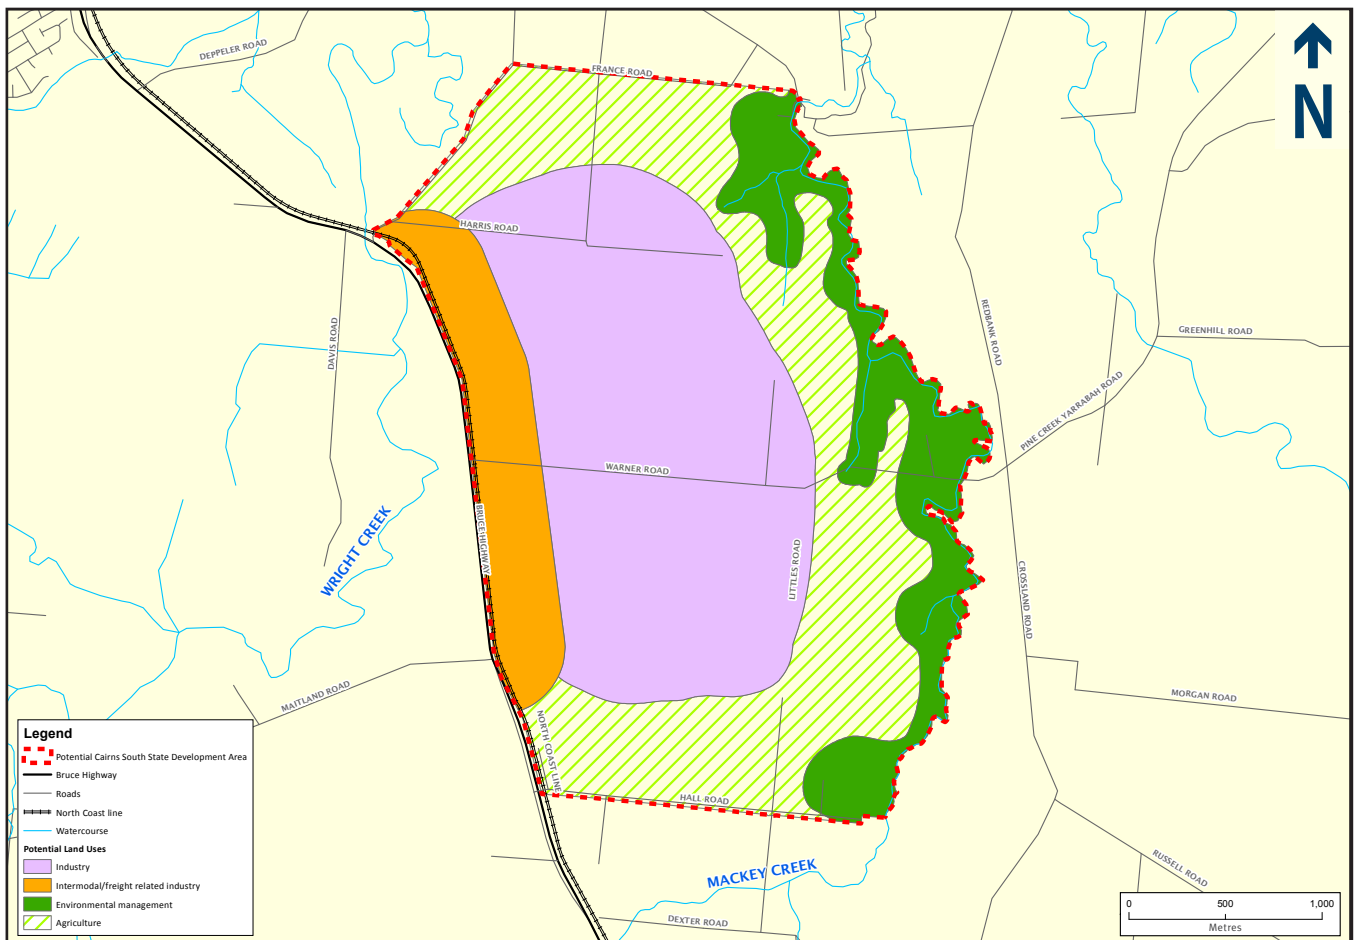 DEPPELER ROAD
FRANCE ROAD
N
HARRIS ROAD
DAVIS ROAD
REDBANK ROAD
GREENHILL ROAD
PINE CREEK YARRABAH ROAD
WARNER ROAD
BRUCE HIGHWAY
WRIGHT CREEK
LITTLES ROAD
CROSSLAND ROAD
MAITLAND ROAD
MORGAN ROAD
NORTH COAST LINE
HALL ROAD
MACKEY CREEK
RUSSELL ROAD
DEXTER ROAD
Legend
Potential Cairns South State Development Area
Bruce Highway
Roads
North Coast line
Watercourse
Potential Land Uses
Industry
Intermodal/freight related industry
Environmental management
Agriculture
0 500 1,000
Metres